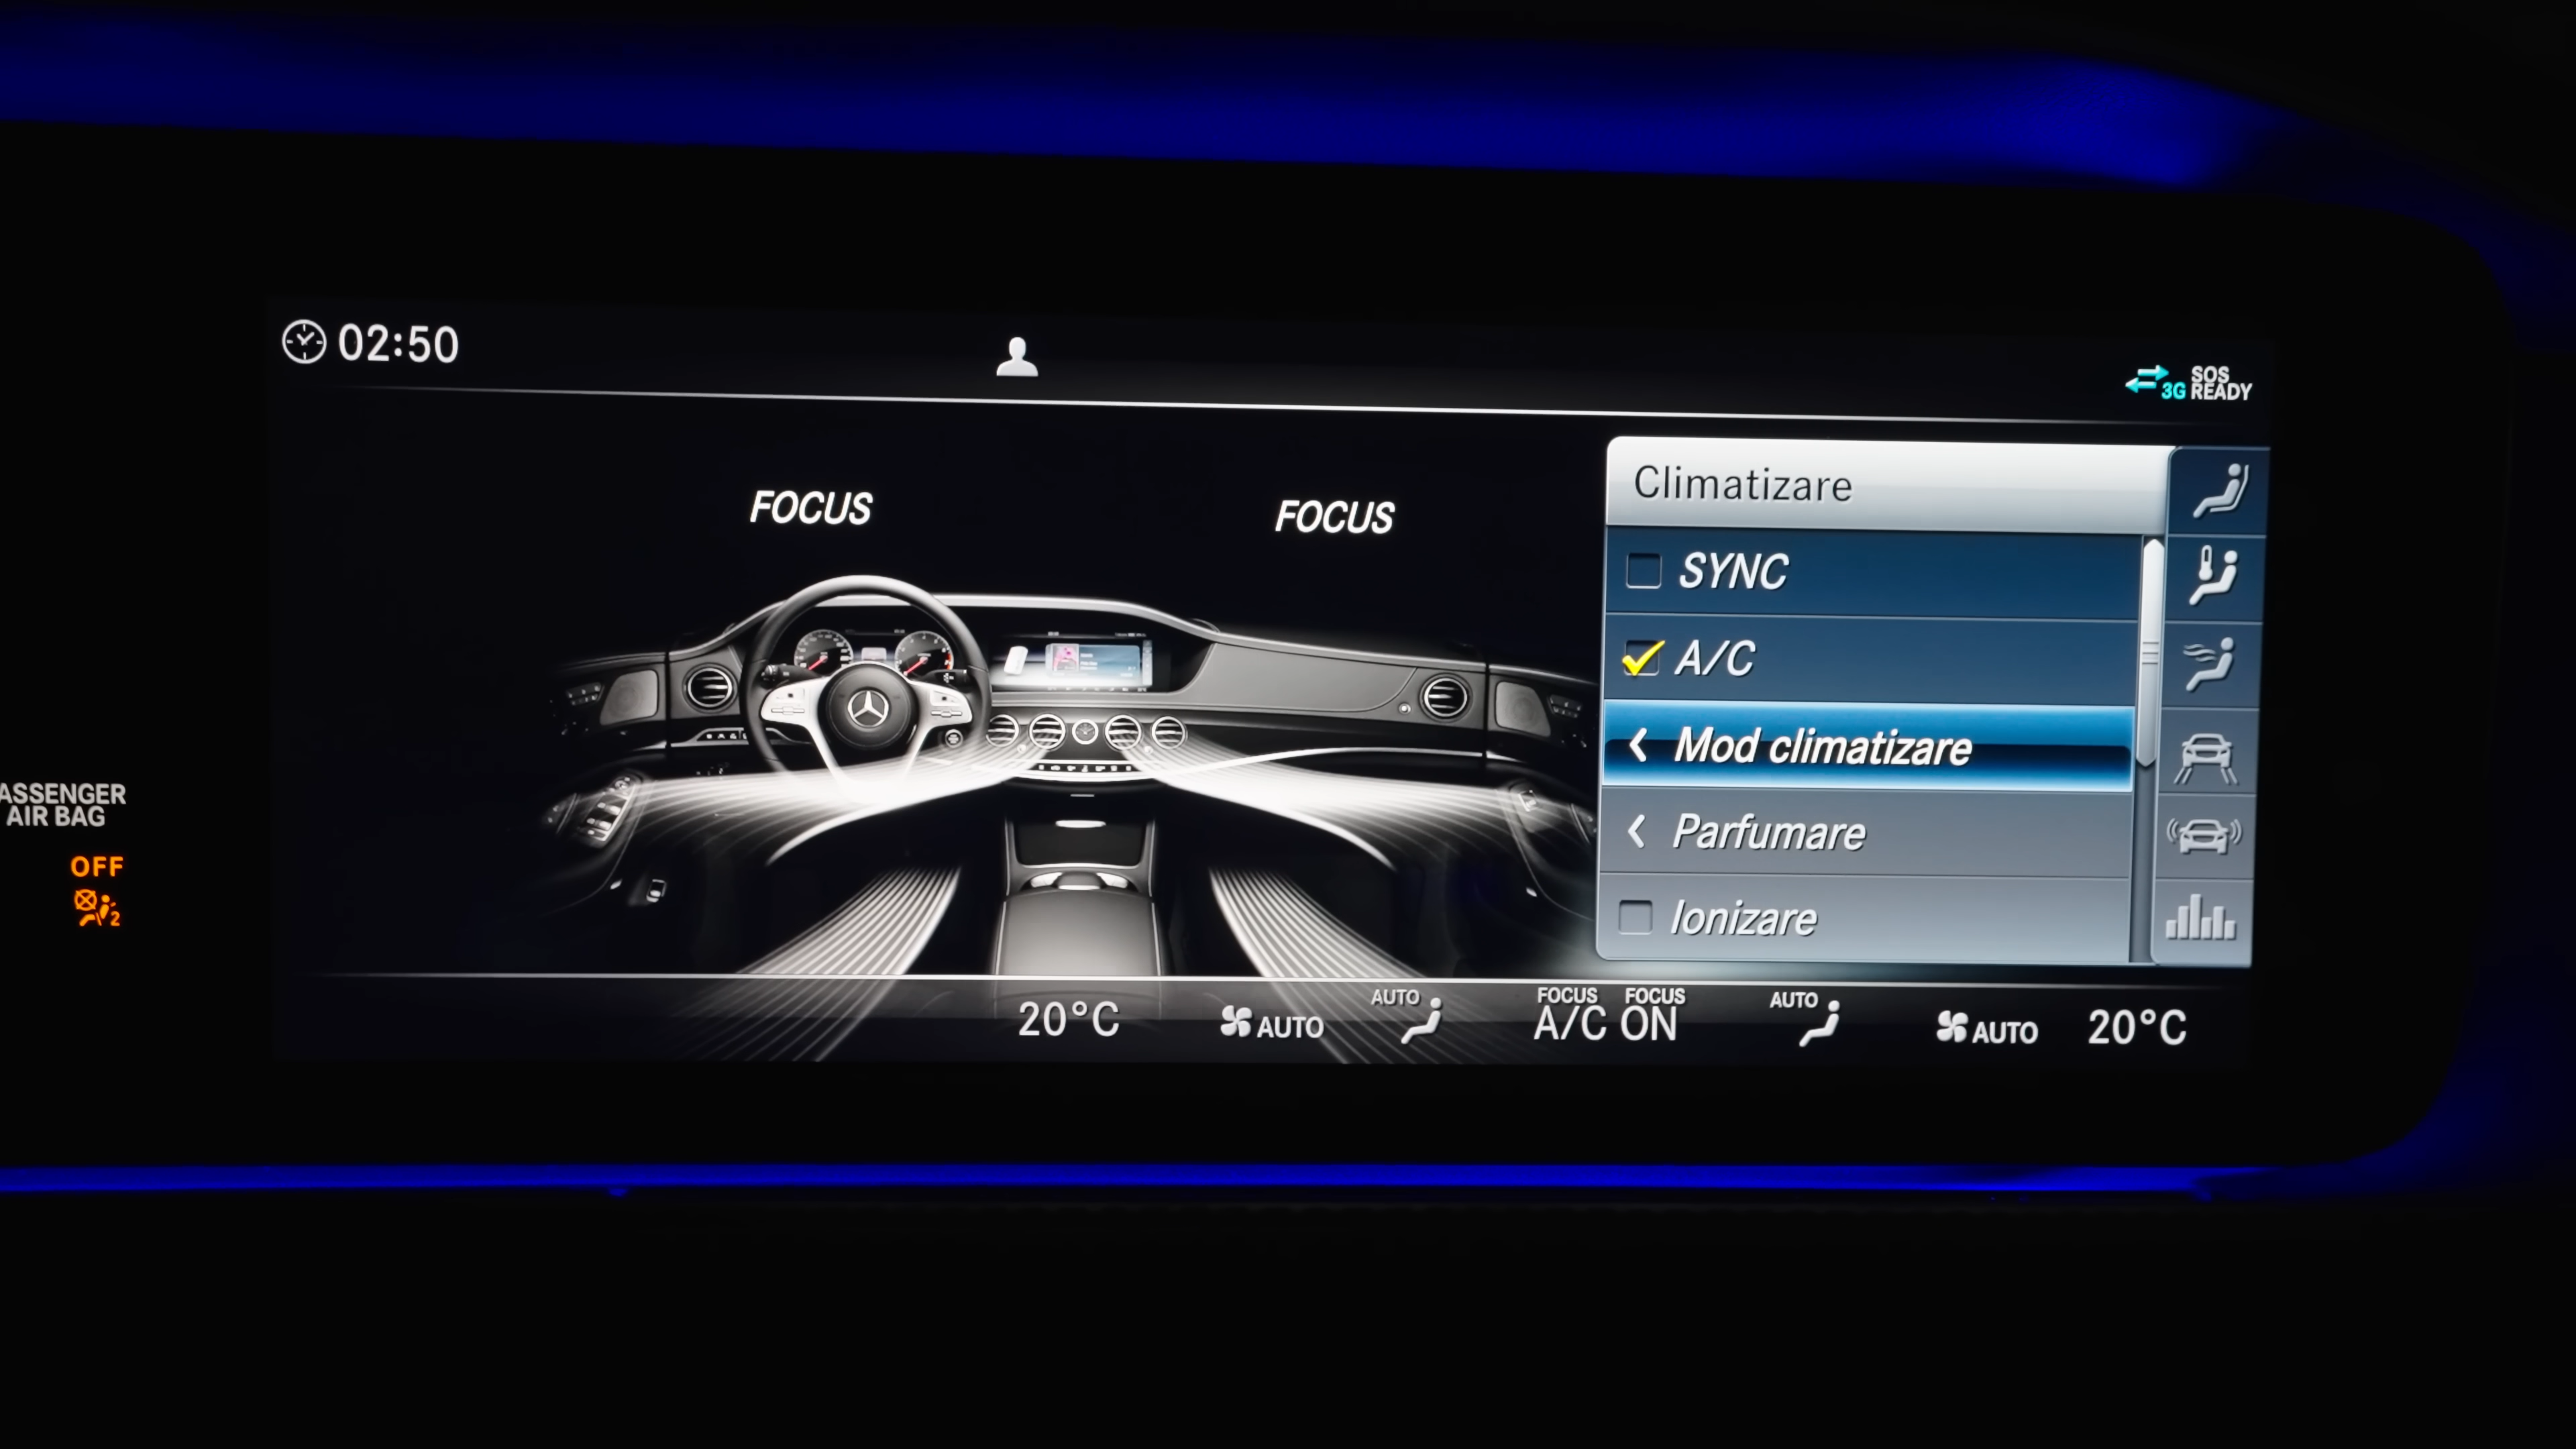 02:50
3G SOS
READY
FOCUS
FOCUS
Climatizare
SYNC
A/C
Mod climatizare
Parfumare
Ionizare
ASSENGER
AIR BAG
OFF
2
20°C
AUTO
AUTO
FOCUS FOCUS
A/C ON
AUTO
AUTO
20°C